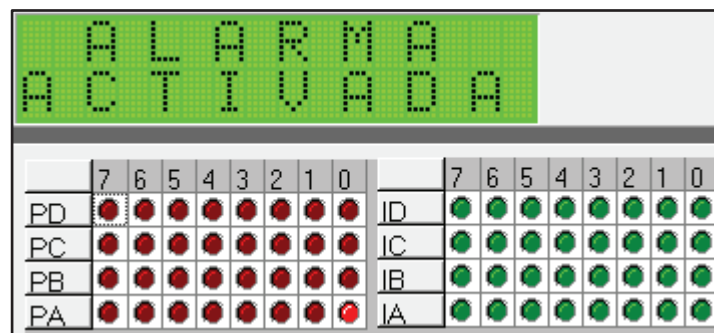 ALARMA
ACTIVADA
7 6 5 4 3 2 1 0 7 6 5 4 3 2 1 0
PD ID
PC IC
PB IB
PA IA